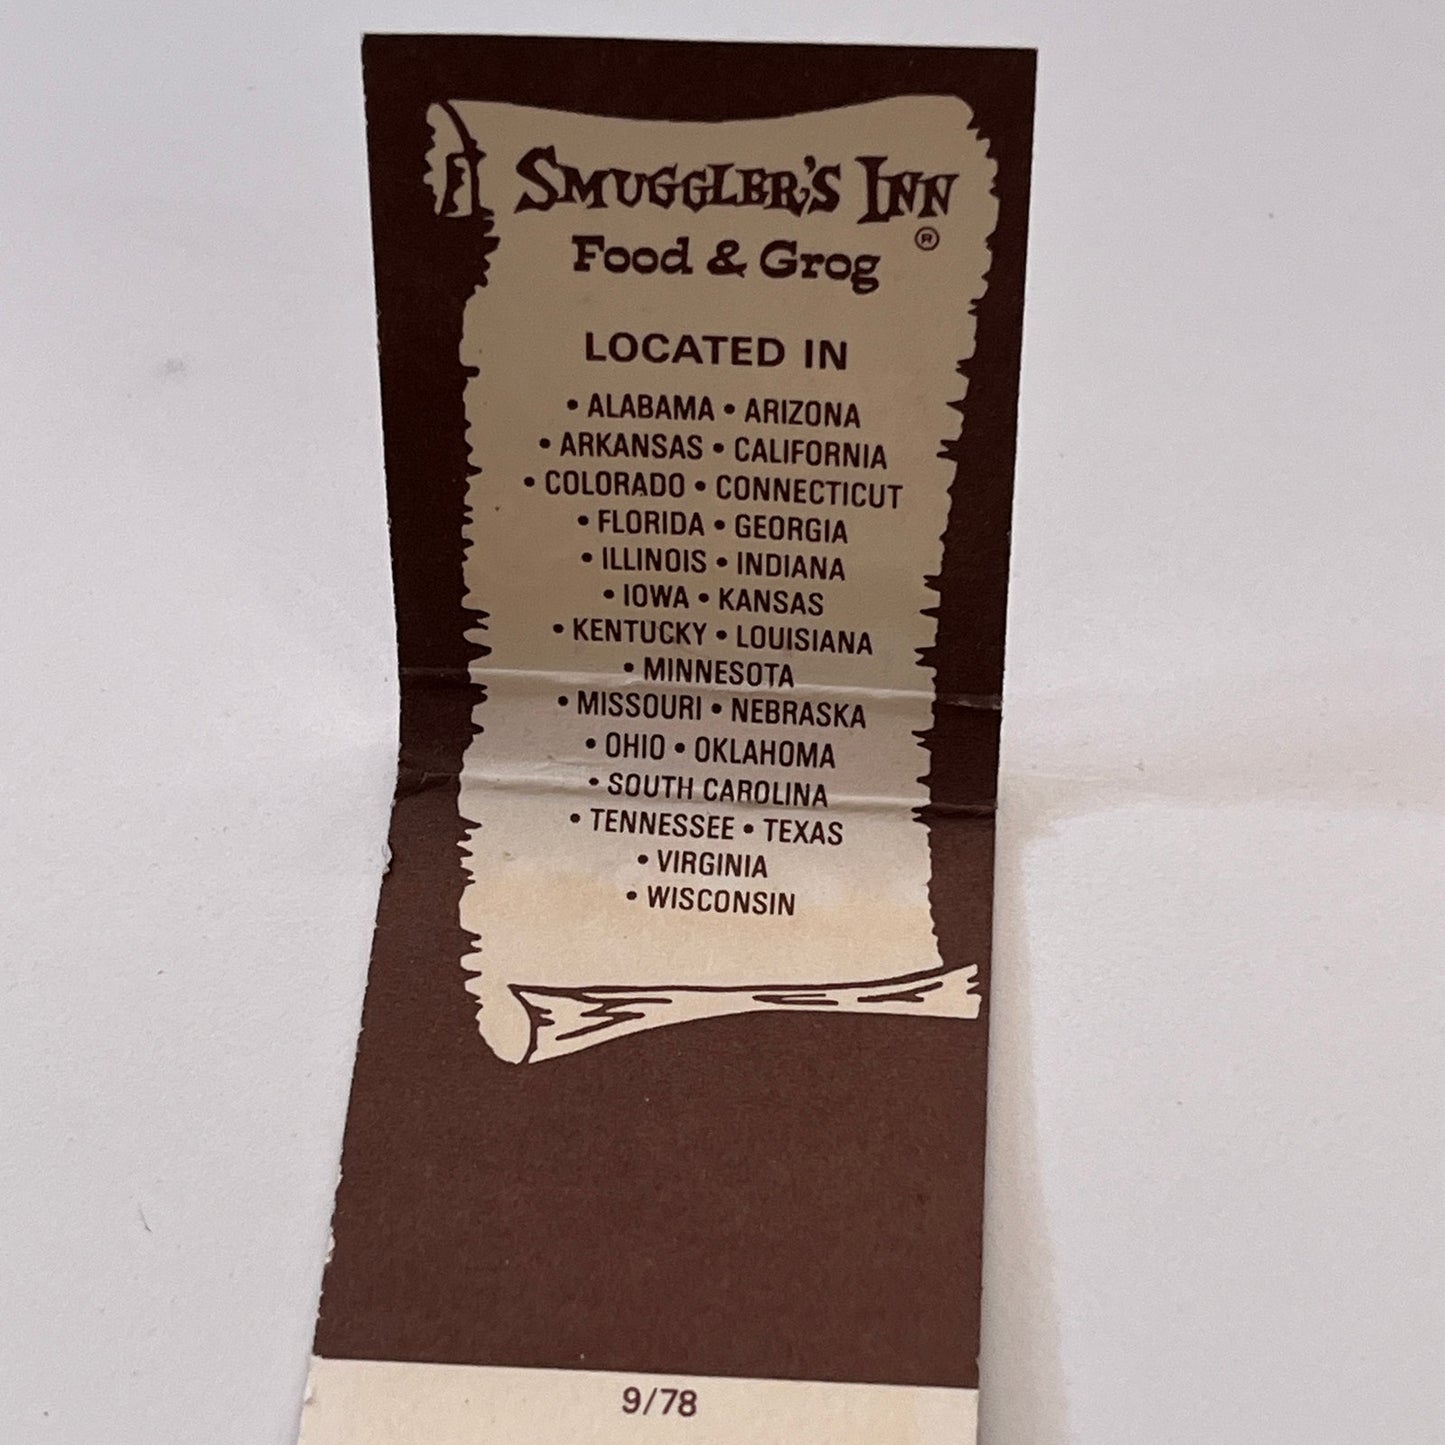 SMUGGLER'S INN
®
Food & Grog
LOCATED IN
• ALABAMA • ARIZONA
• ARKANSAS • CALIFORNIA
• COLORADO • CONNECTICUT
• FLORIDA • GEORGIA
• ILLINOIS • INDIANA
• IOWA • KANSAS
• KENTUCKY • LOUISIANA
• MINNESOTA
• MISSOURI • NEBRASKA
• OHIO • OKLAHOMA
• SOUTH CAROLINA
• TENNESSEE • TEXAS
• VIRGINIA
• WISCONSIN
9/78